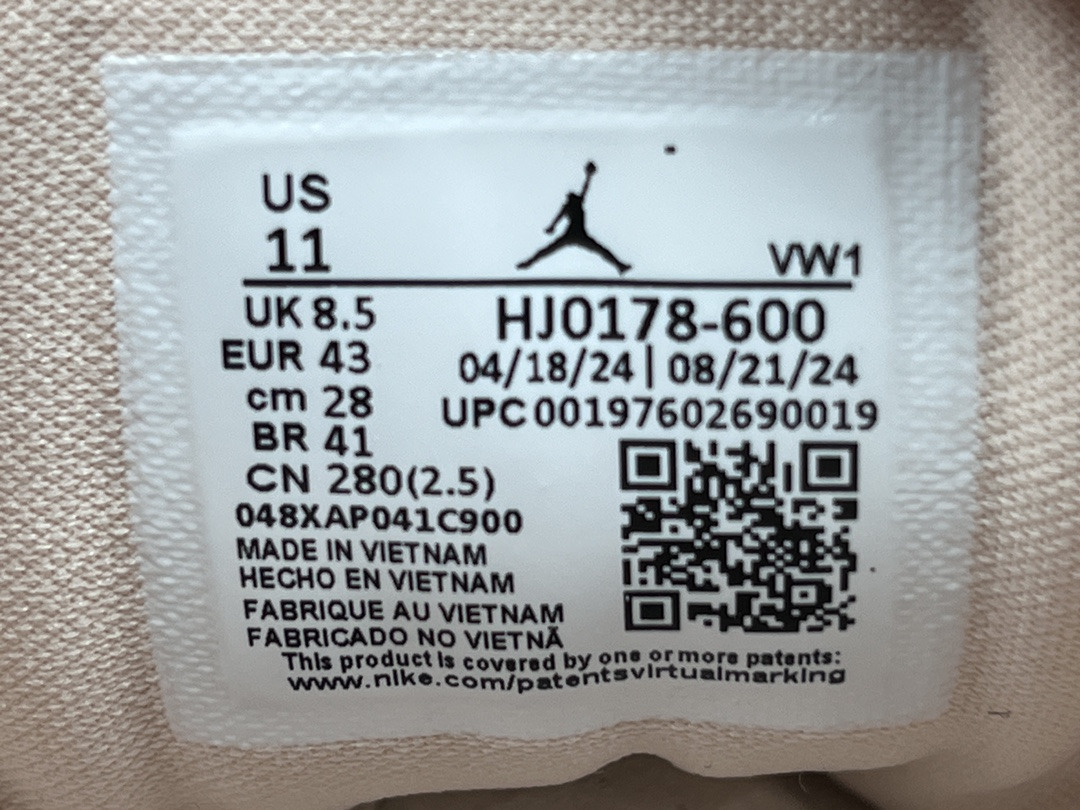 US
11
VW1
UK 8.5
HJ0178-600
EUR 43
04/18/24 | 08/21/24
cm 28
UPC 00197602690019
BR 41
CN 280(2.5)
048XAP041C900
MADE IN VIETNAM
HECHO EN VIETNAM
FABRIQUE AU VIETNAM
FABRICADO NO VIETNÃ
This product is covered by one or more patents:
www.nike.com/patentsvirtualmarking